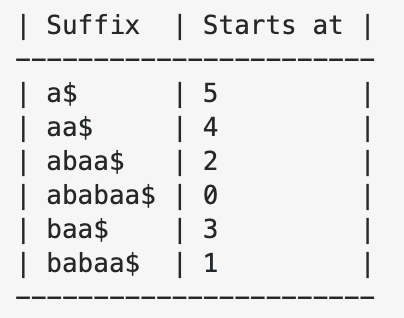 | Suffix  | Starts at |
-----------------------
| a$      | 5         |
| aa$     | 4         |
| abaa$   | 2         |
| ababaa$ | 0         |
| baa$    | 3         |
| babaa$  | 1         |
-----------------------